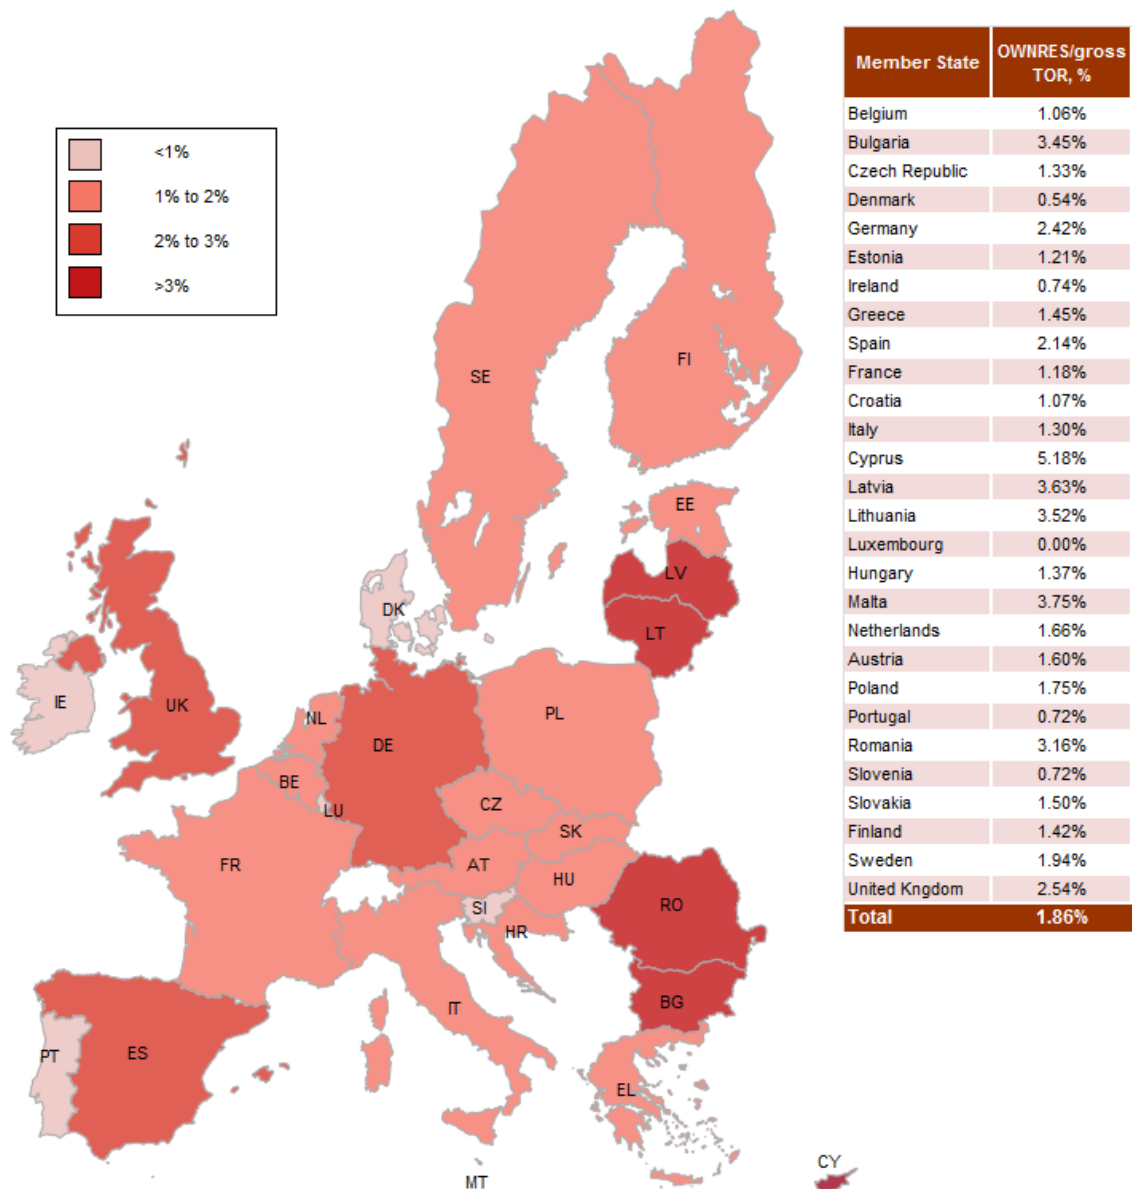 <1%
1% to 2%
2% to 3%
>3%
SE
FI
EE
LV
LT
DK
IE
UK
NL
PL
DE
BE
LU
CZ
SK
FR
AT
HU
SI
RO
HR
BG
IT
PT
ES
EL
MT
CY
Member State OWNRES/gross
TOR, %
Belgium 1.06%
Bulgaria 3.45%
Czech Republic 1.33%
Denmark 0.54%
Germany 2.42%
Estonia 1.21%
Ireland 0.74%
Greece 1.45%
Spain 2.14%
France 1.18%
Croatia 1.07%
Italy 1.30%
Cyprus 5.18%
Latvia 3.63%
Lithuania 3.52%
Luxembourg 0.00%
Hungary 1.37%
Malta 3.75%
Netherlands 1.66%
Austria 1.60%
Poland 1.75%
Portugal 0.72%
Romania 3.16%
Slovenia 0.72%
Slovakia 1.50%
Finland 1.42%
Sweden 1.94%
United Kngdom 2.54%
Total 1.86%